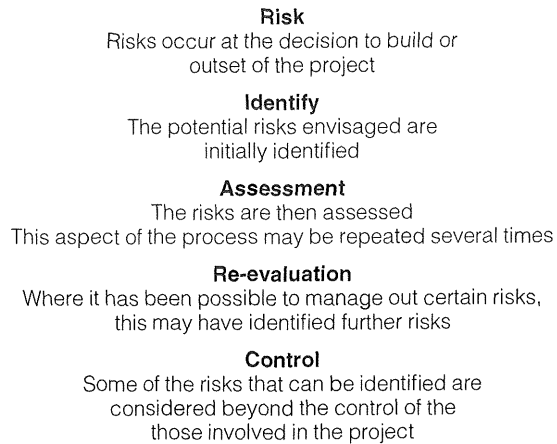 Risk
Risks occur at the decision to build or
outset of the project
Identify
The potential risks envisaged are
initially identified
Assessment
The risks are then assessed
This aspect of the process may be repeated several times
Re-evaluation
Where it has been possible to manage out certain risks,
this may have identified further risks
Control
Some of the risks that can be identified are
considered beyond the control of the
those involved in the project